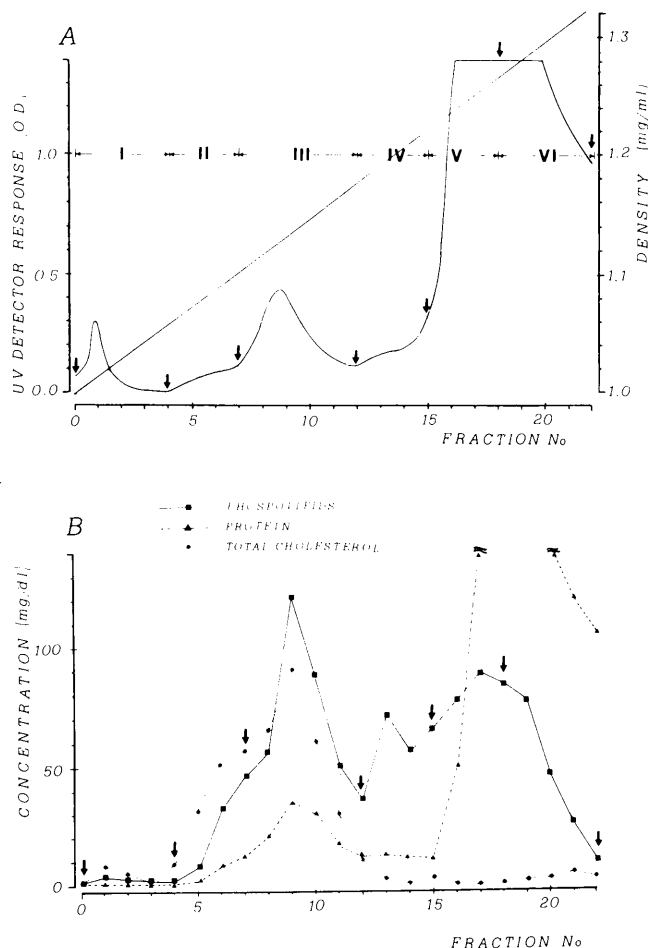 A
UV DETECTOR RESPONSE (O.D.)
1.0
0.5
0.0
I II III IV V VI
1.3
1.2
1.1
1.0
DENSITY [mg/ml]
0 5 10 15 20
FRACTION No
B
PHOSPOLIPIDS
PROTEIN
TOTAL CHOLESTEROL
CONCENTRATION [mg/dl]
100
50
0
0 5 10 15 20
FRACTION No